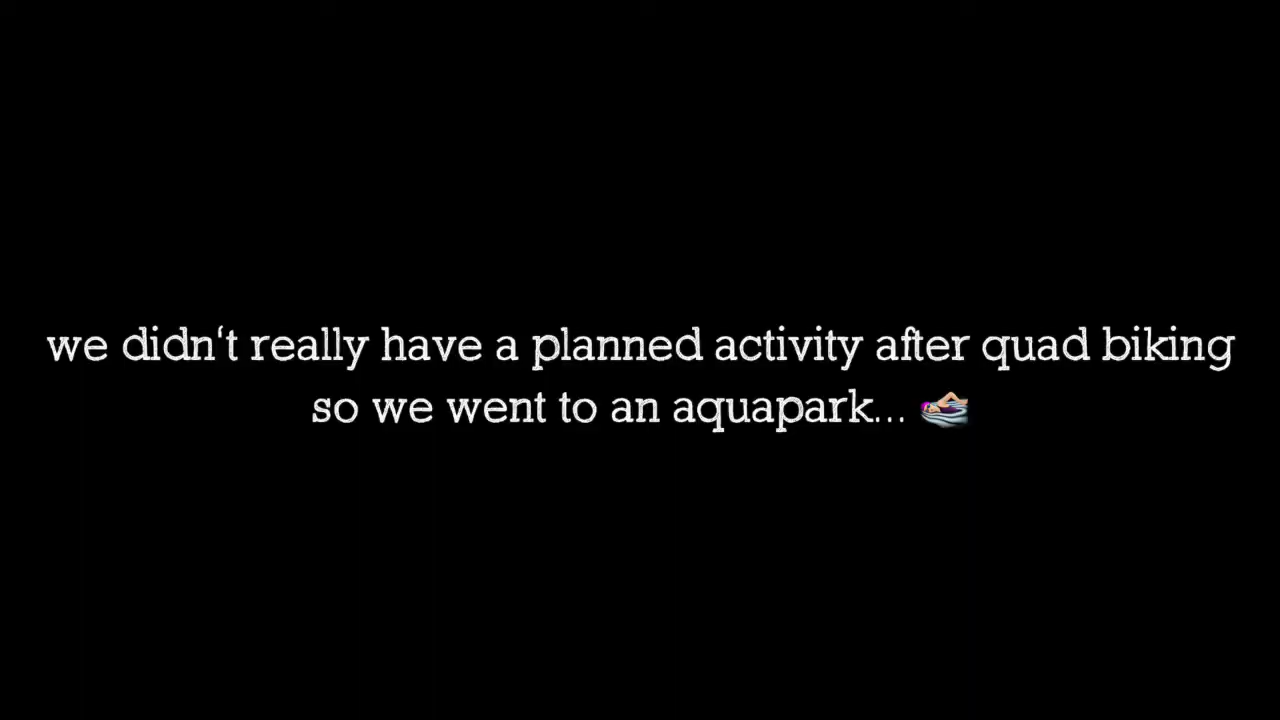 we didn't really have a planned activity after quad biking
so we went to an aquapark... 🏊